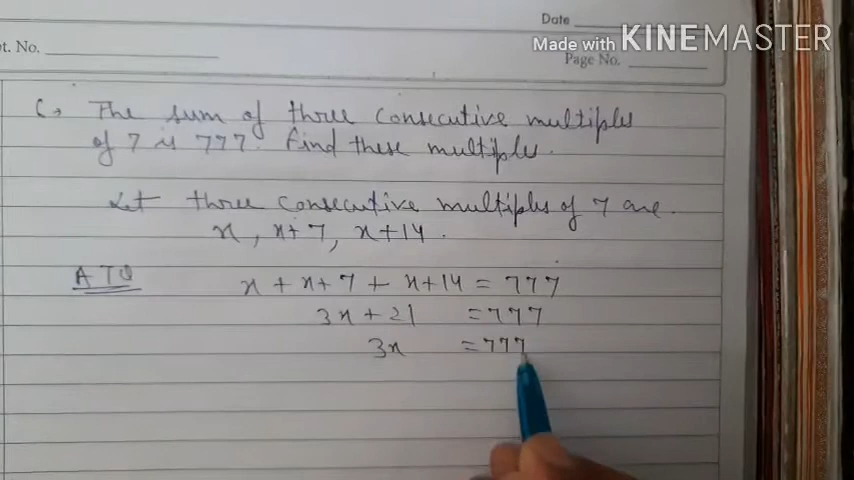 Date
pt. No.
Made with KINEMASTER
Page No.
C→ The sum of three consecutive multiples
of 7 is 777. Find these multiples.
Let three consecutive multiples of 7 are.
x, x+7, x+14.
ATQ x + x+7 + x+14 = 777
3x + 21 = 777
3x = 777